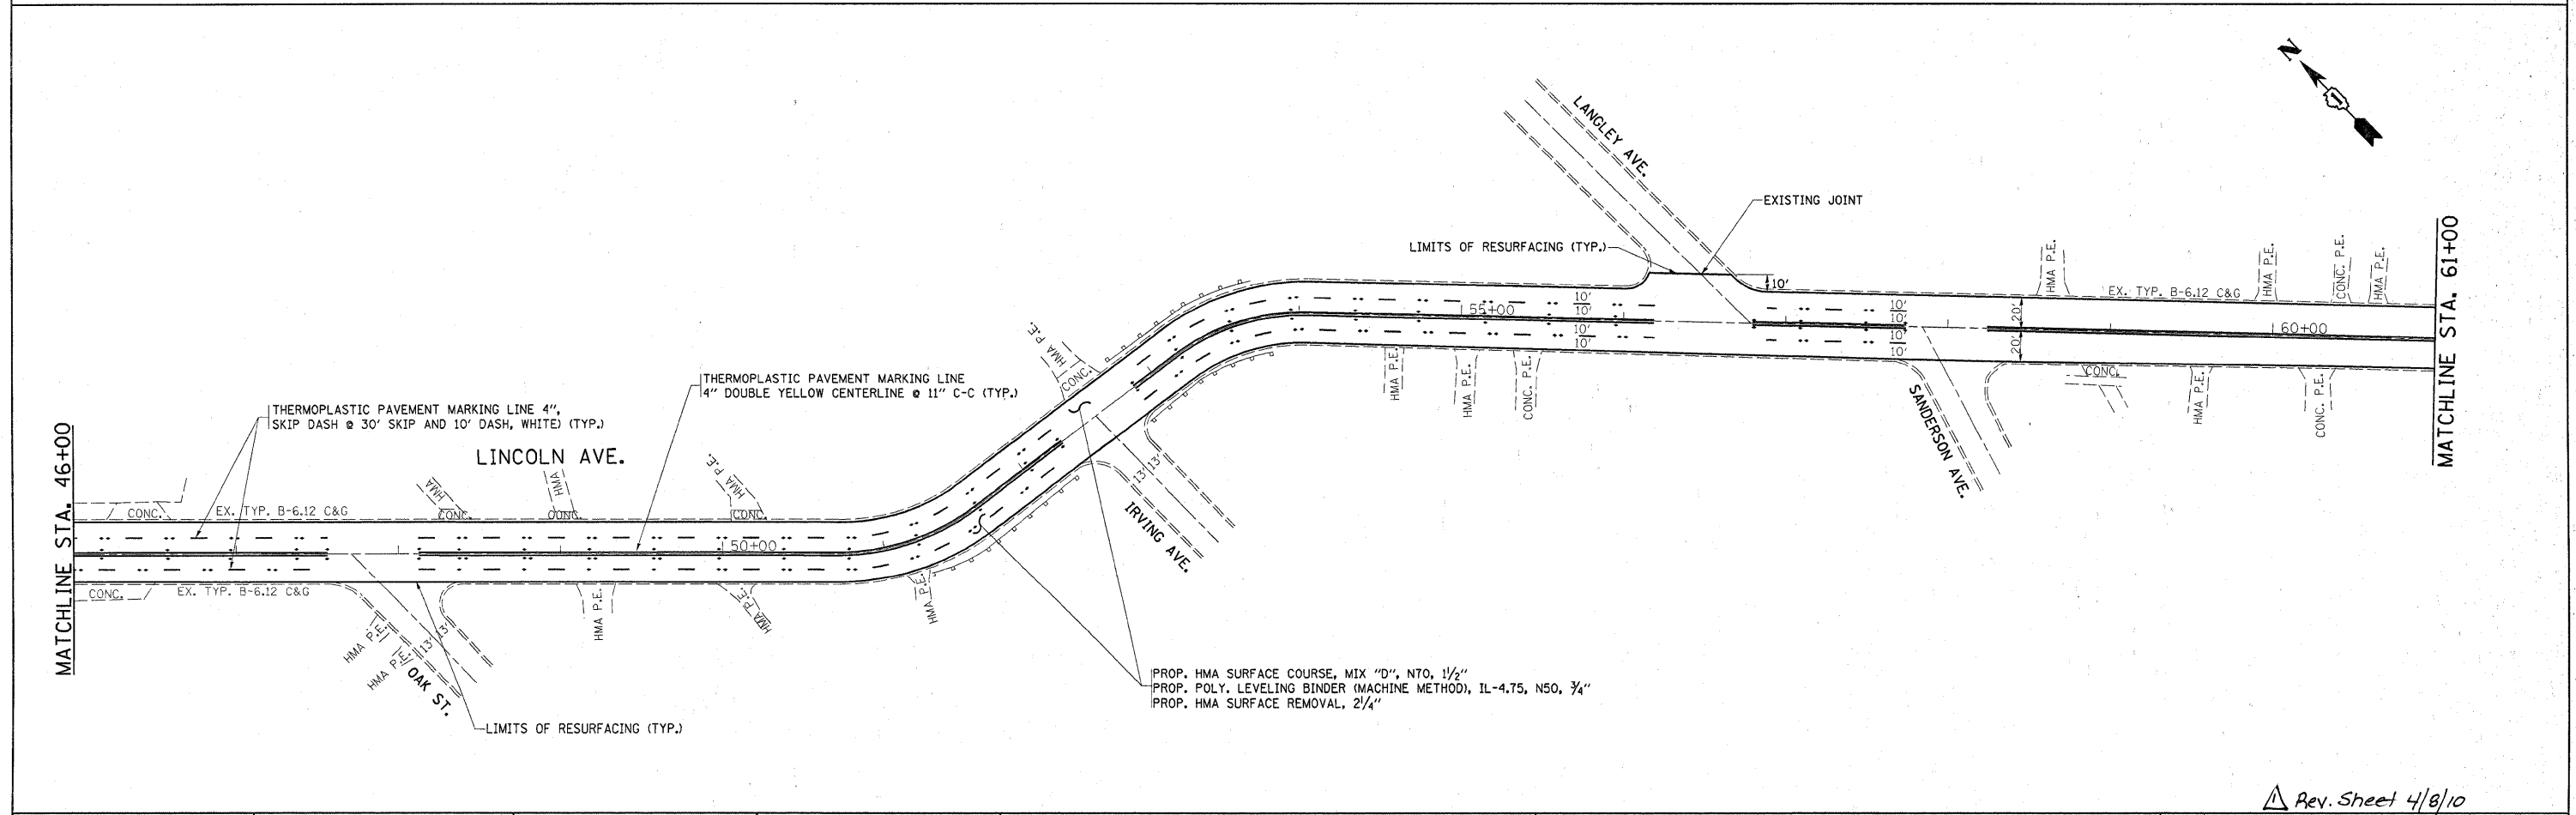 N
LANGLEY AVE.
EXISTING JOINT
LIMITS OF RESURFACING (TYP.)
10'
HMA P.E.
HMA P.E.
CONC. P.E.
HMA P.E.
EX. TYP. B-6.12 C&G
MATCHLINE STA. 61+00
10'
10'
10'
10'
55+00
10'
10'
10'
10'
20'
20'
60+00
HMA P.E.
CONC.
HMA P.E.
HMA P.E.
CONC. P.E.
SANDERSON AVE.
CONC.
HMA P.E.
CONC. P.E.
THERMOPLASTIC PAVEMENT MARKING LINE
4" DOUBLE YELLOW CENTERLINE @ 11" C-C (TYP.)
THERMOPLASTIC PAVEMENT MARKING LINE 4",
SKIP DASH @ 30' SKIP AND 10' DASH, WHITE) (TYP.)
LINCOLN AVE.
MATCHLINE STA. 46+00
CONC.
EX. TYP. B-6.12 C&G
HMA
CONC.
HMA
CONC.
HMA P.E.
HMA
CONC.
50+00
13' 13'
IRVING AVE.
CONC.
EX. TYP. B-6.12 C&G
HMA P.E.
HMA P.E.
13' 13'
OAK ST.
HMA P.E.
P.E.
HMA
HMA P.E.
LIMITS OF RESURFACING (TYP.)
PROP. HMA SURFACE COURSE, MIX "D", N70, 1½"
PROP. POLY. LEVELING BINDER (MACHINE METHOD), IL-4.75, N50, ¾"
PROP. HMA SURFACE REMOVAL, 2¼"
1 Rev. Sheet 4/8/10